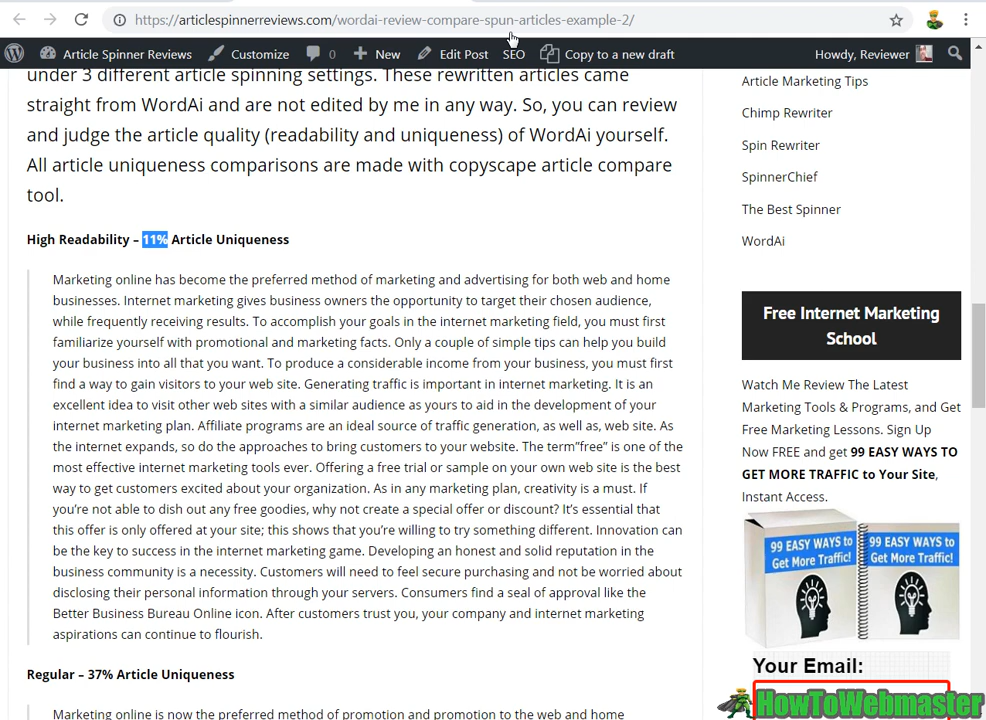 https://articlespinnerreviews.com/wordai-review-compare-spun-articles-example-2/
Article Spinner Reviews Customize 0 New Edit Post SEO Copy to a new draft Howdy, Reviewer
under 3 different article spinning settings. These rewritten articles came
straight from WordAi and are not edited by me in any way. So, you can review
and judge the article quality (readability and uniqueness) of WordAi yourself.
All article uniqueness comparisons are made with copyscape article compare
tool.
High Readability – 11% Article Uniqueness
Marketing online has become the preferred method of marketing and advertising for both web and home
businesses. Internet marketing gives business owners the opportunity to target their chosen audience,
while frequently receiving results. To accomplish your goals in the internet marketing field, you must first
familiarize yourself with promotional and marketing facts. Only a couple of simple tips can help you build
your business into all that you want. To produce a considerable income from your business, you must first
find a way to gain visitors to your web site. Generating traffic is important in internet marketing. It is an
excellent idea to visit other web sites with a similar audience as yours to aid in the development of your
internet marketing plan. Affiliate programs are an ideal source of traffic generation, as well as, web site. As
the internet expands, so do the approaches to bring customers to your website. The term”free” is one of the
most effective internet marketing tools ever. Offering a free trial or sample on your own web site is the best
way to get customers excited about your organization. As in any marketing plan, creativity is a must. If
you’re not able to dish out any free goodies, why not create a special offer or discount? It’s essential that
this offer is only offered at your site; this shows that you’re willing to try something different. Innovation can
be the key to success in the internet marketing game. Developing an honest and solid reputation in the
business community is a necessity. Customers will need to feel secure purchasing and not be worried about
disclosing their personal information through your servers. Consumers find a seal of approval like the
Better Business Bureau Online icon. After customers trust you, your company and internet marketing
aspirations can continue to flourish.
Regular – 37% Article Uniqueness
Marketing online is now the preferred method of promotion and promotion to the web and home
Article Marketing Tips
Chimp Rewriter
Spin Rewriter
SpinnerChief
The Best Spinner
WordAi
Free Internet Marketing
School
Watch Me Review The Latest
Marketing Tools & Programs, and Get
Free Marketing Lessons. Sign Up
Now FREE and get 99 EASY WAYS TO
GET MORE TRAFFIC to Your Site,
Instant Access.
99 EASY WAYS to
Get More Traffic!
99 EASY WAYS to
Get More Traffic!
Your Email:
HowToWebmaster